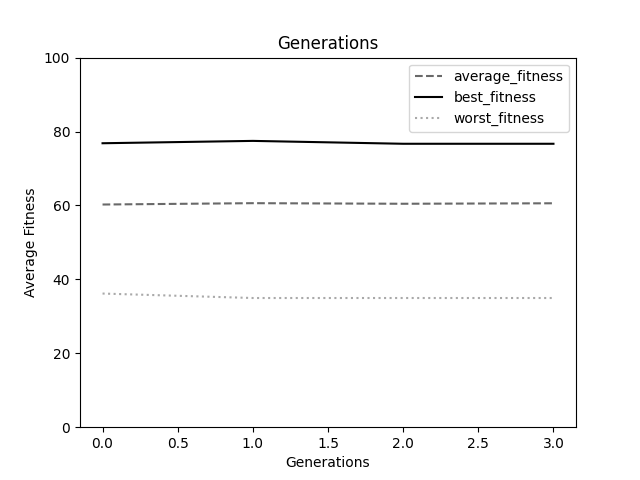 Generations
100
80
60
40
20
0
Average Fitness
average_fitness
best_fitness
worst_fitness
0.0 0.5 1.0 1.5 2.0 2.5 3.0
Generations